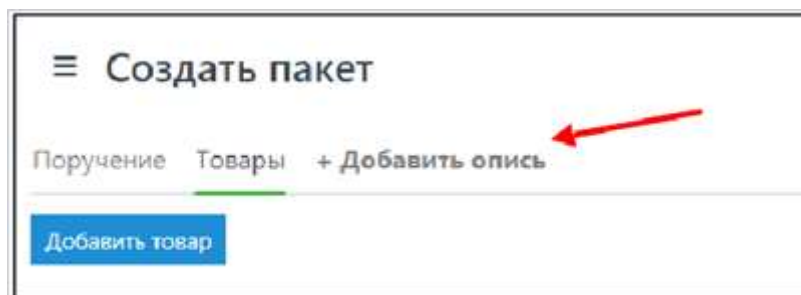 Создать пакет
Поручение Товары + Добавить опись
Добавить товар